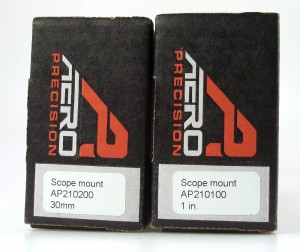 AERO
PRECISION
Scope mount
AP210200
30mm
AERO
PRECISION
Scope mount
AP210100
1 in.